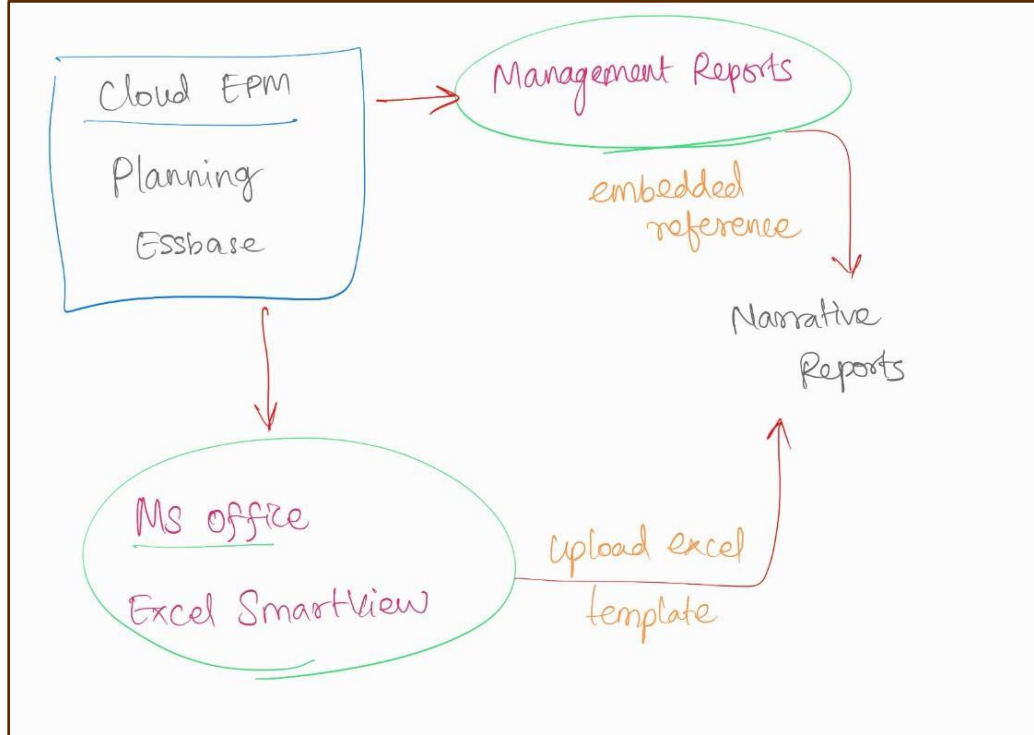 Cloud EPM
Planning
Essbase
Management Reports
embedded
reference
Narrative
Reports
Ms office
Excel SmartView
upload excel
template